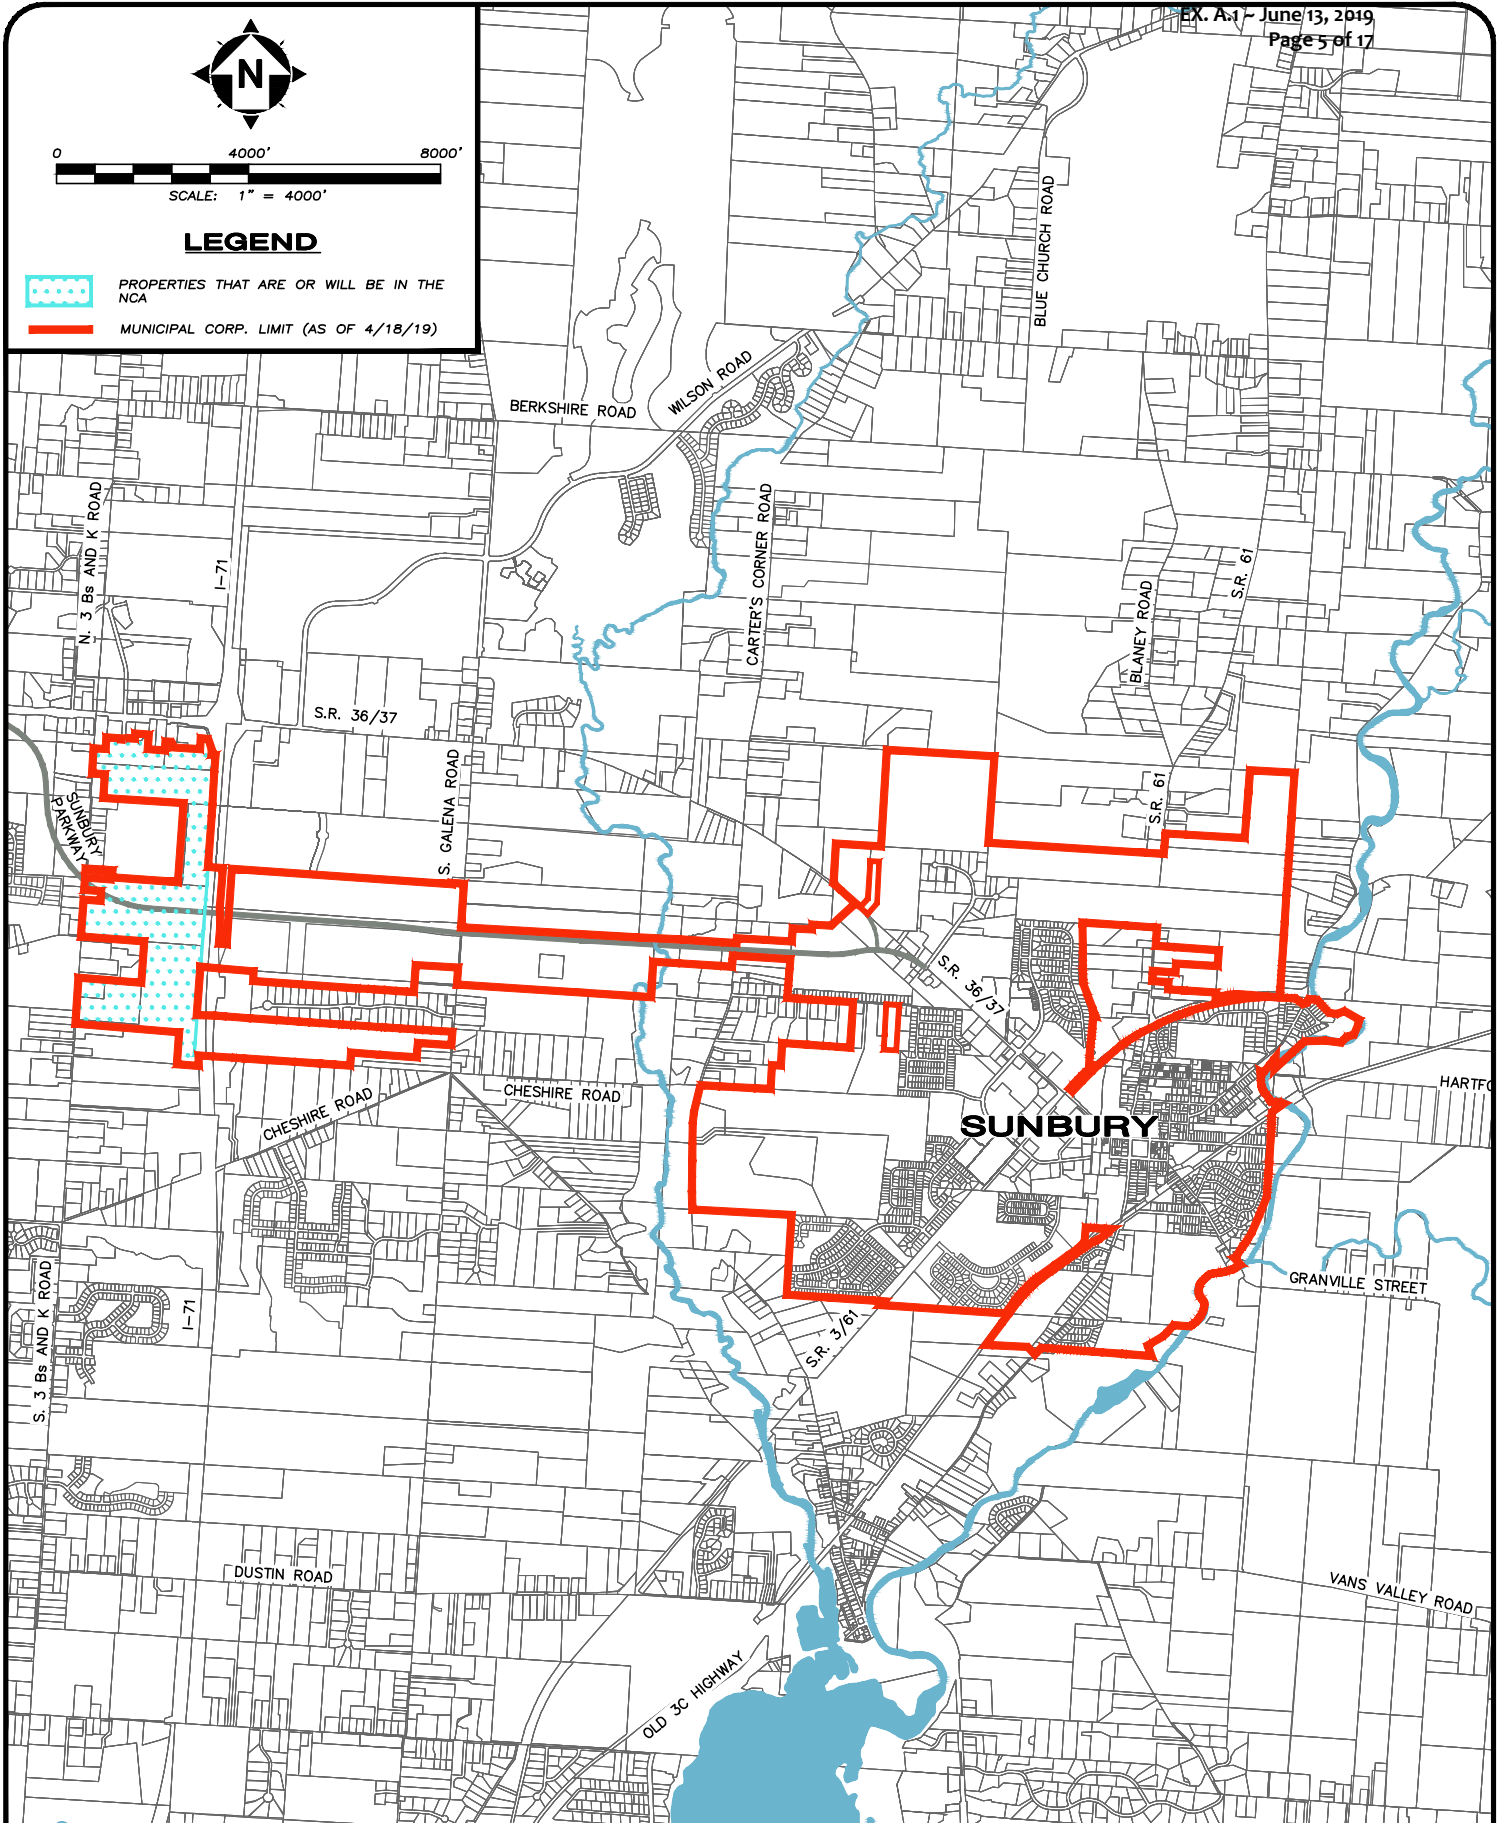 EX. A.1 ~ June 13, 2019
Page 5 of 17
N
0 4000' 8000'
SCALE: 1" = 4000'
LEGEND
PROPERTIES THAT ARE OR WILL BE IN THE
NCA
MUNICIPAL CORP. LIMIT (AS OF 4/18/19)
BLUE CHURCH ROAD
WILSON ROAD
BERKSHIRE ROAD
N. 3 Bs AND K ROAD
I-71
CARTER'S CORNER ROAD
S.R. 61
BLANEY ROAD
S.R. 36/37
S. GALENA ROAD
S.R. 61
SUNBURY
PARKWAY
S.R. 36/37
CHESHIRE ROAD
CHESHIRE ROAD
HARTFO
SUNBURY
GRANVILLE STREET
S. 3 Bs AND K ROAD
I-71
S.R. 3/61
DUSTIN ROAD
VANS VALLEY ROAD
OLD 3C HIGHWAY